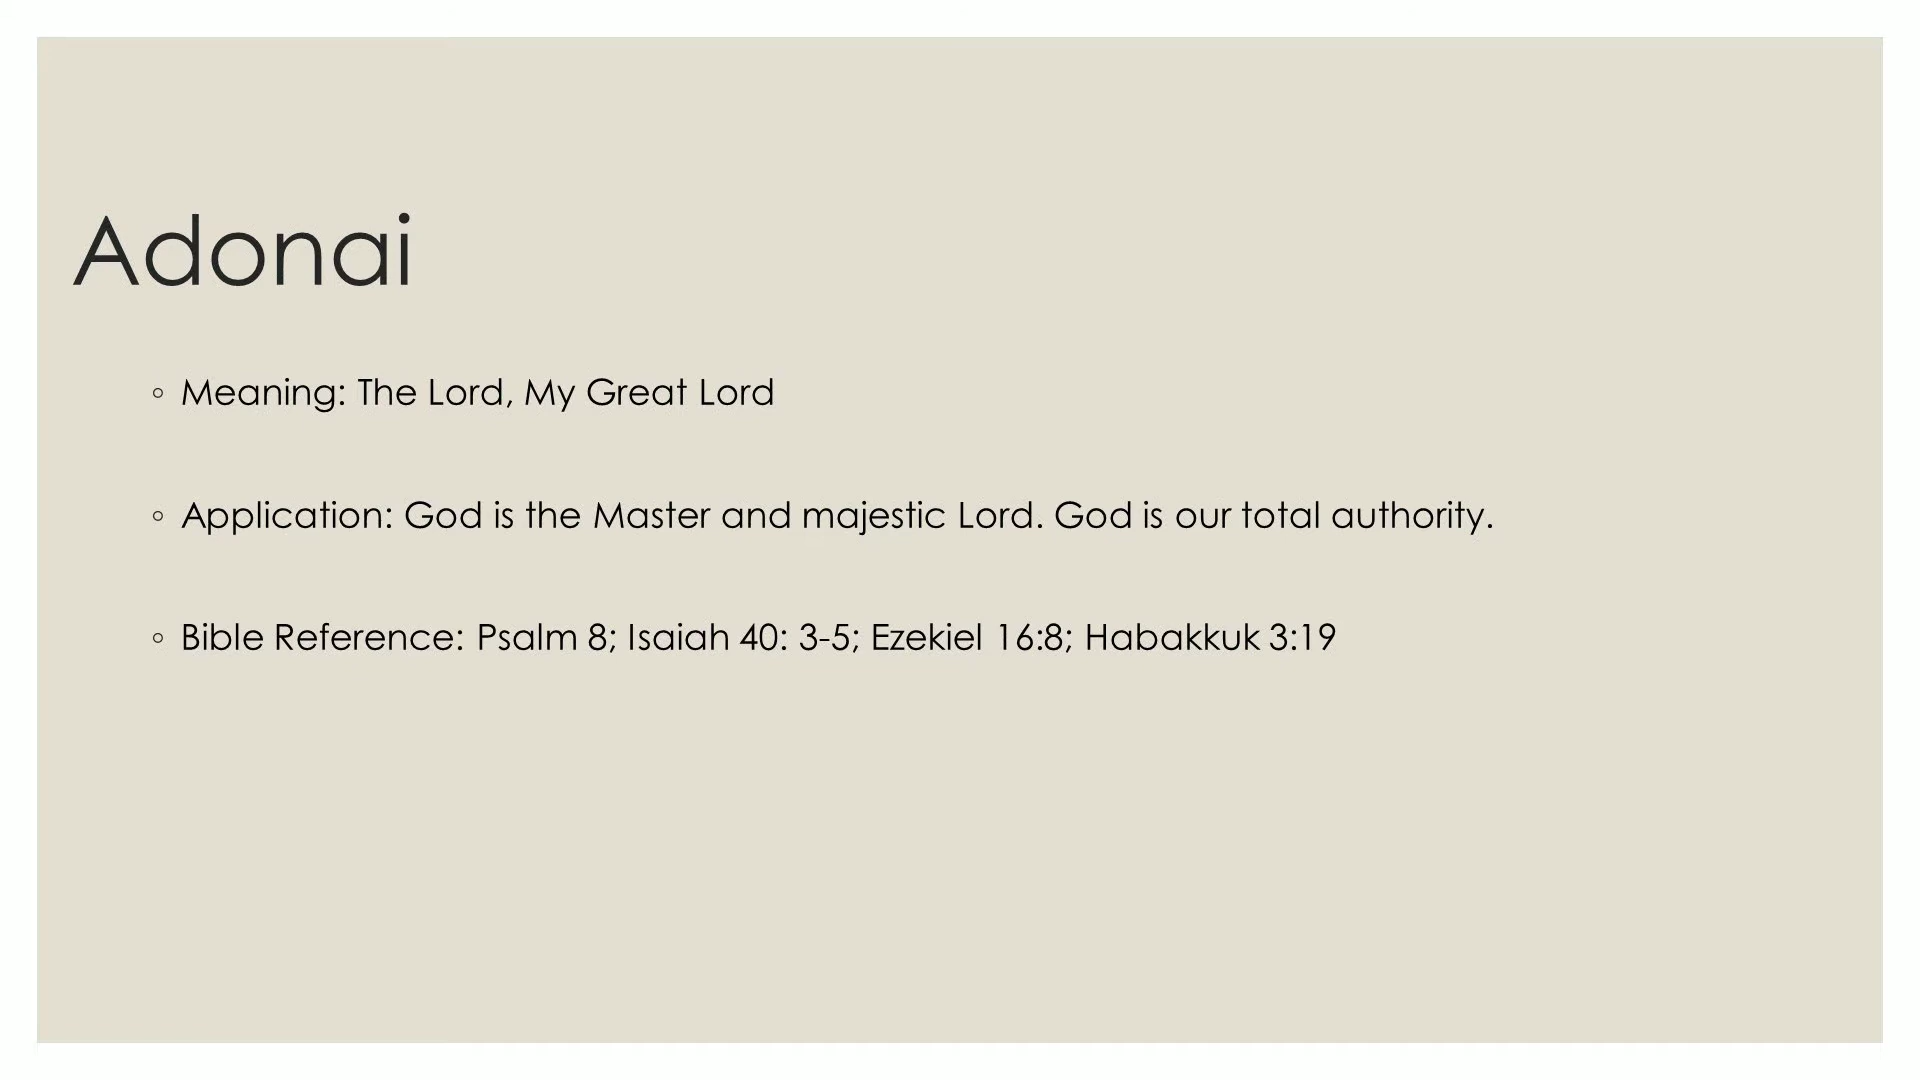 Adonai
◦ Meaning: The Lord, My Great Lord
◦ Application: God is the Master and majestic Lord. God is our total authority.
◦ Bible Reference: Psalm 8; Isaiah 40: 3-5; Ezekiel 16:8; Habakkuk 3:19